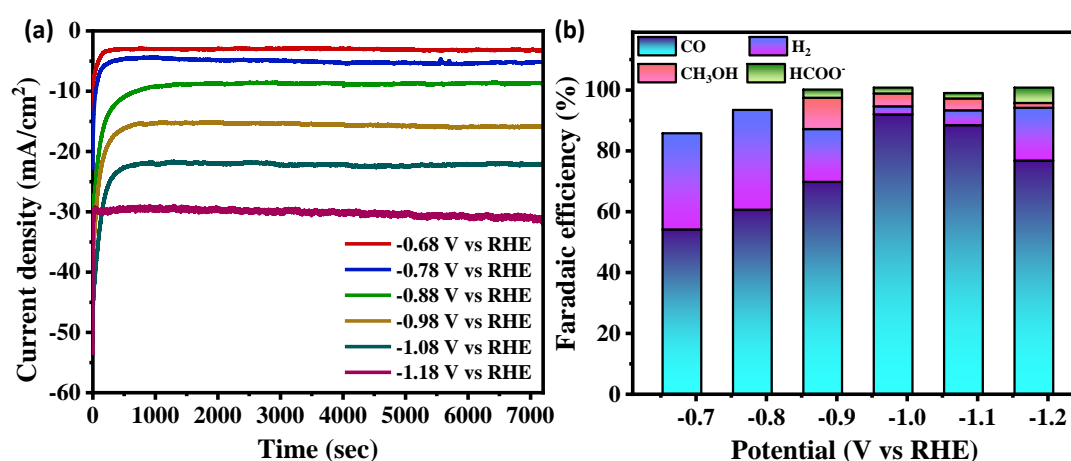 (a)
Current density (mA/cm²)
0
-10
-20
-30
-40
-50
-60
-0.68 V vs RHE
-0.78 V vs RHE
-0.88 V vs RHE
-0.98 V vs RHE
-1.08 V vs RHE
-1.18 V vs RHE
0 1000 2000 3000 4000 5000 6000 7000
Time (sec)
(b)
Faradaic efficiency (%)
CO H₂
CH₃OH HCOO⁻
100
80
60
40
20
0
-0.7 -0.8 -0.9 -1.0 -1.1 -1.2
Potential (V vs RHE)